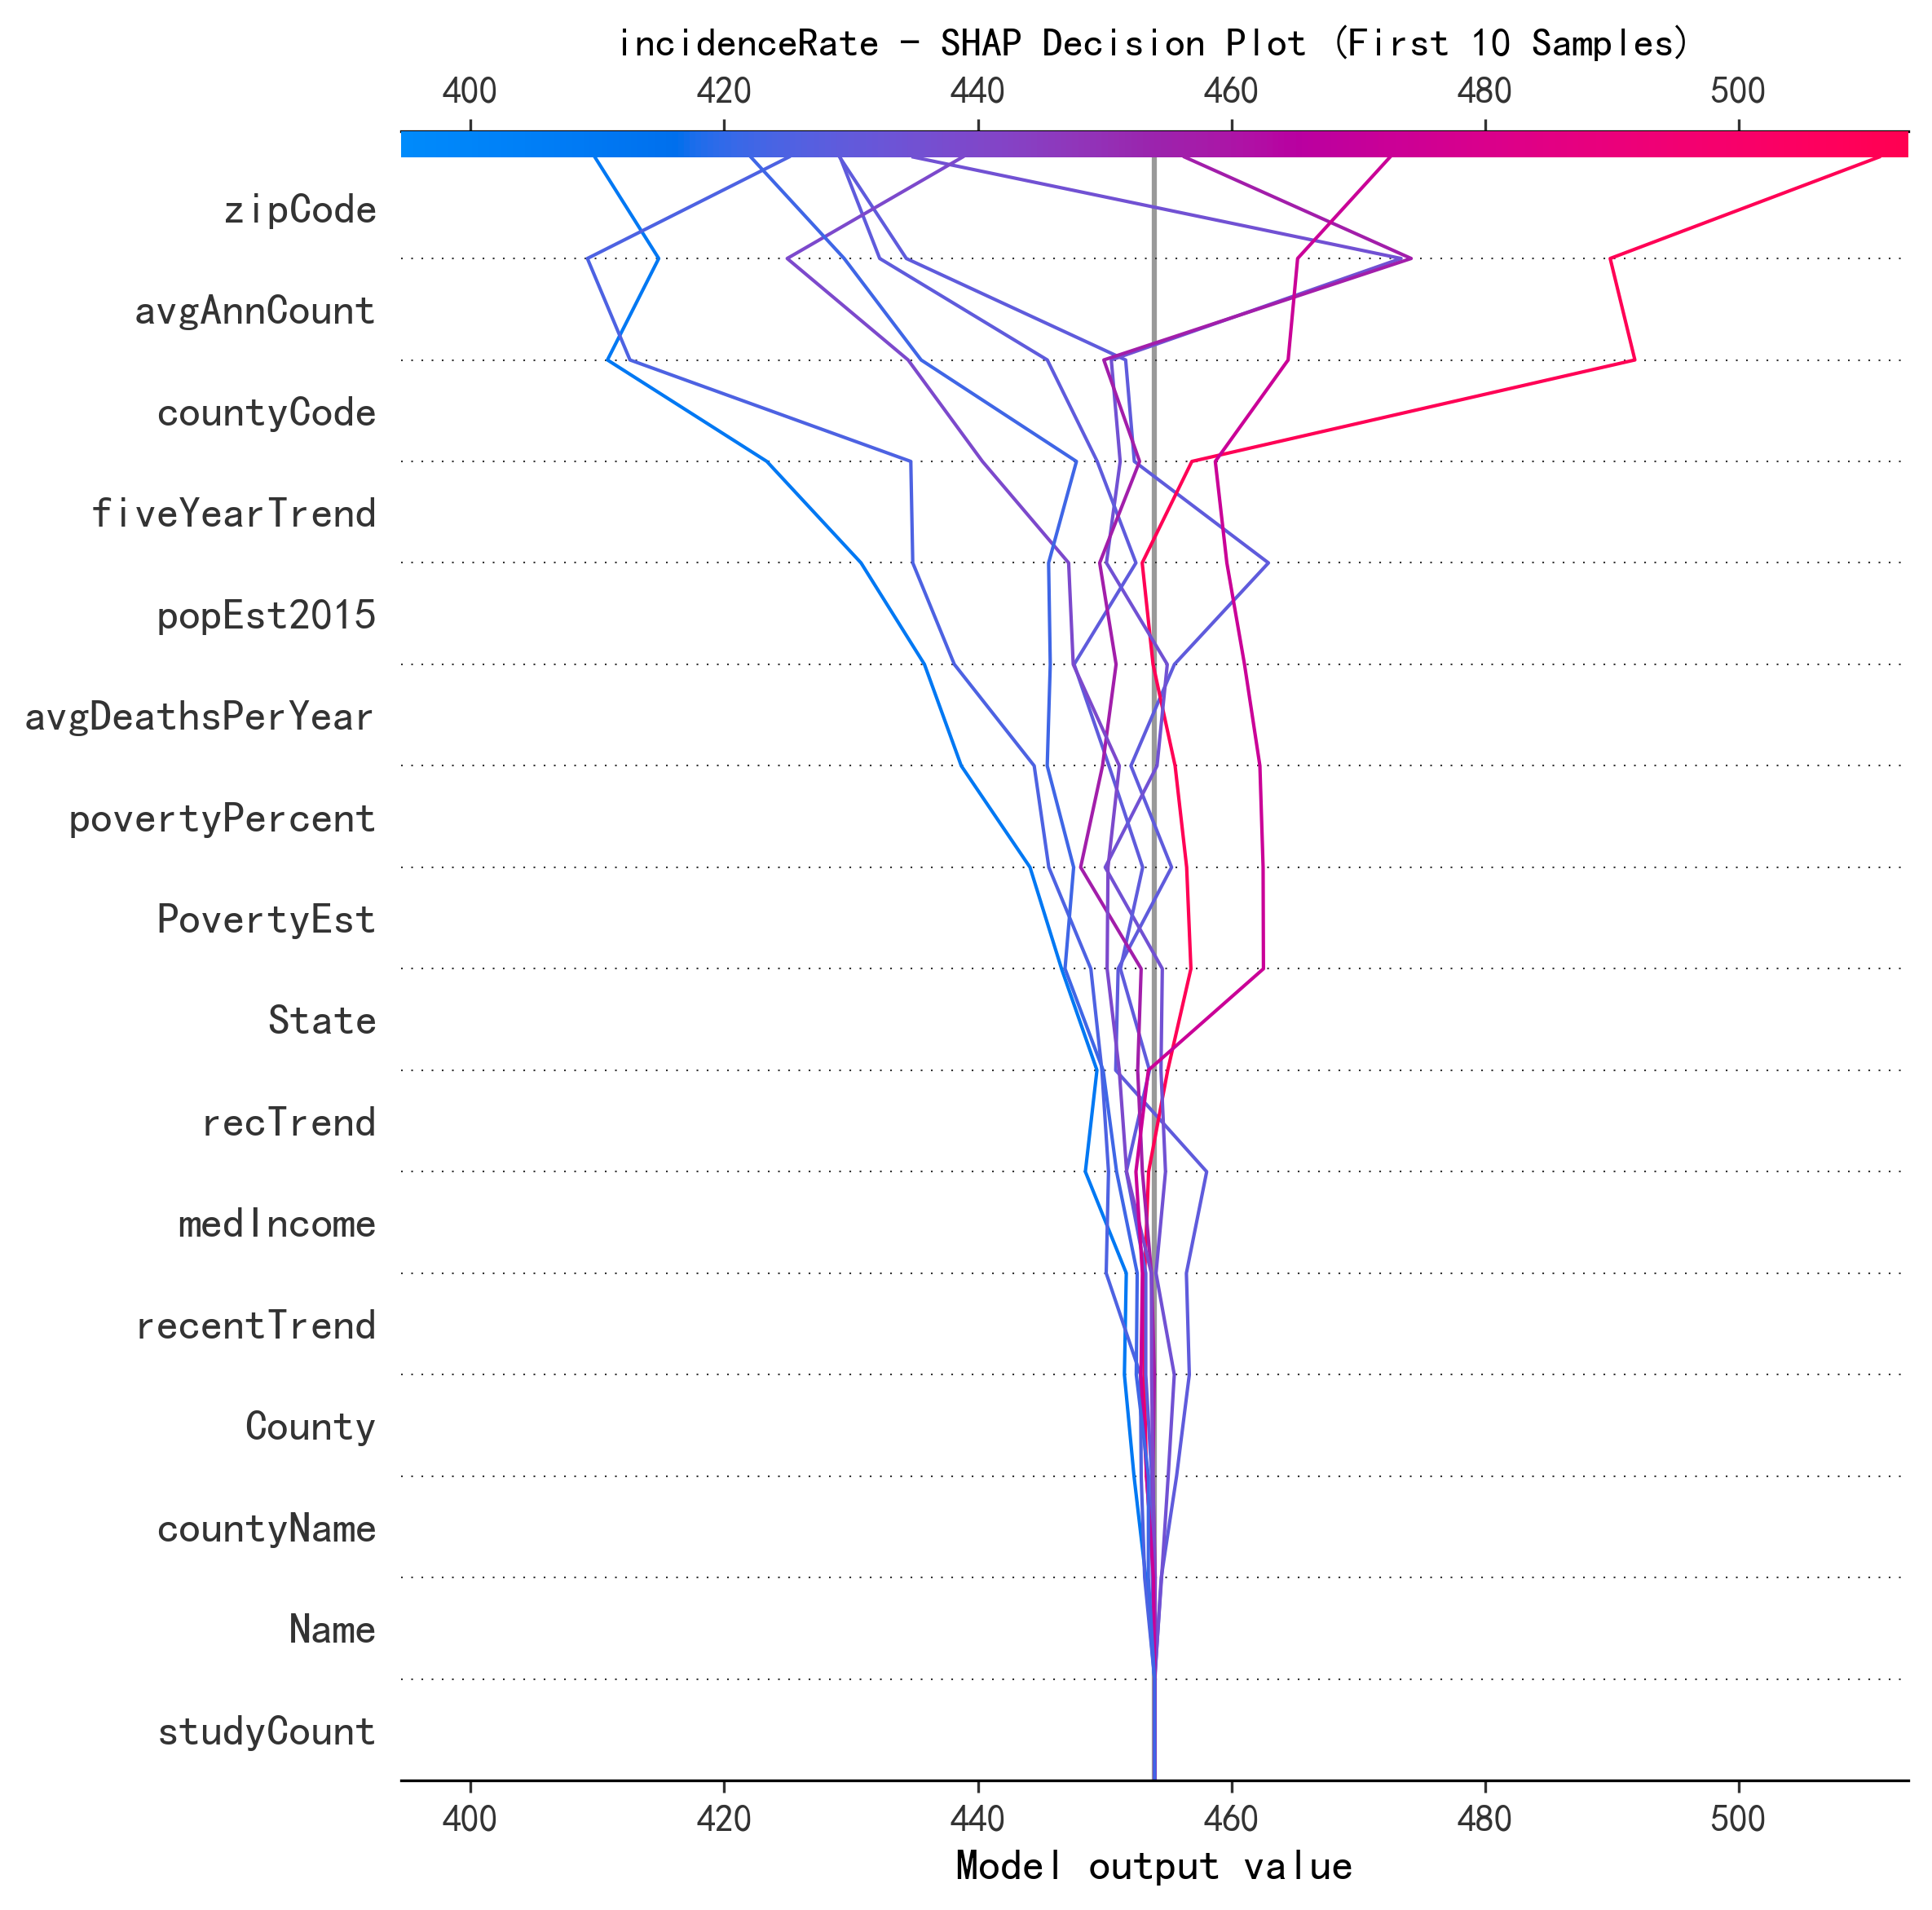 incidenceRate - SHAP Decision Plot (First 10 Samples)
400 420 440 460 480 500
zipCode
avgAnnCount
countyCode
fiveYearTrend
popEst2015
avgDeathsPerYear
povertyPercent
PovertyEst
State
recTrend
medIncome
recentTrend
County
countyName
Name
studyCount
400 420 440 460 480 500
Model output value